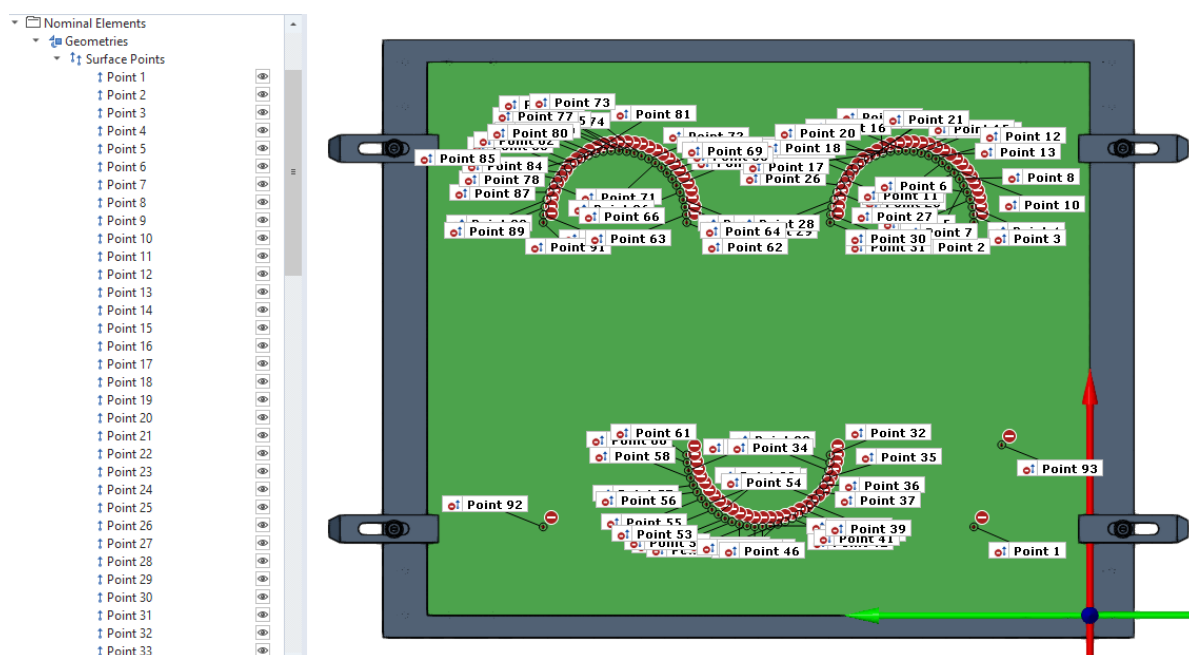 Nominal Elements
Geometries
Surface Points
Point 1
Point 2
Point 3
Point 4
Point 5
Point 6
Point 7
Point 8
Point 9
Point 10
Point 11
Point 12
Point 13
Point 14
Point 15
Point 16
Point 17
Point 18
Point 19
Point 20
Point 21
Point 22
Point 23
Point 24
Point 25
Point 26
Point 27
Point 28
Point 29
Point 30
Point 31
Point 32
Point 33
Point 73
Point 77
Point 81
Point 80
Point 85
Point 84
Point 78
Point 87
Point 89
Point 91
Point 69
Point 71
Point 66
Point 63
Point 64
Point 62
Point 21
Point 20
Point 12
Point 18
Point 13
Point 17
Point 26
Point 8
Point 6
Point 11
Point 10
Point 27
Point 7
Point 30
Point 31
Point 2
Point 3
Point 61
Point 32
Point 34
Point 58
Point 35
Point 93
Point 54
Point 36
Point 56
Point 37
Point 92
Point 55
Point 53
Point 39
Point 41
Point 46
Point 1